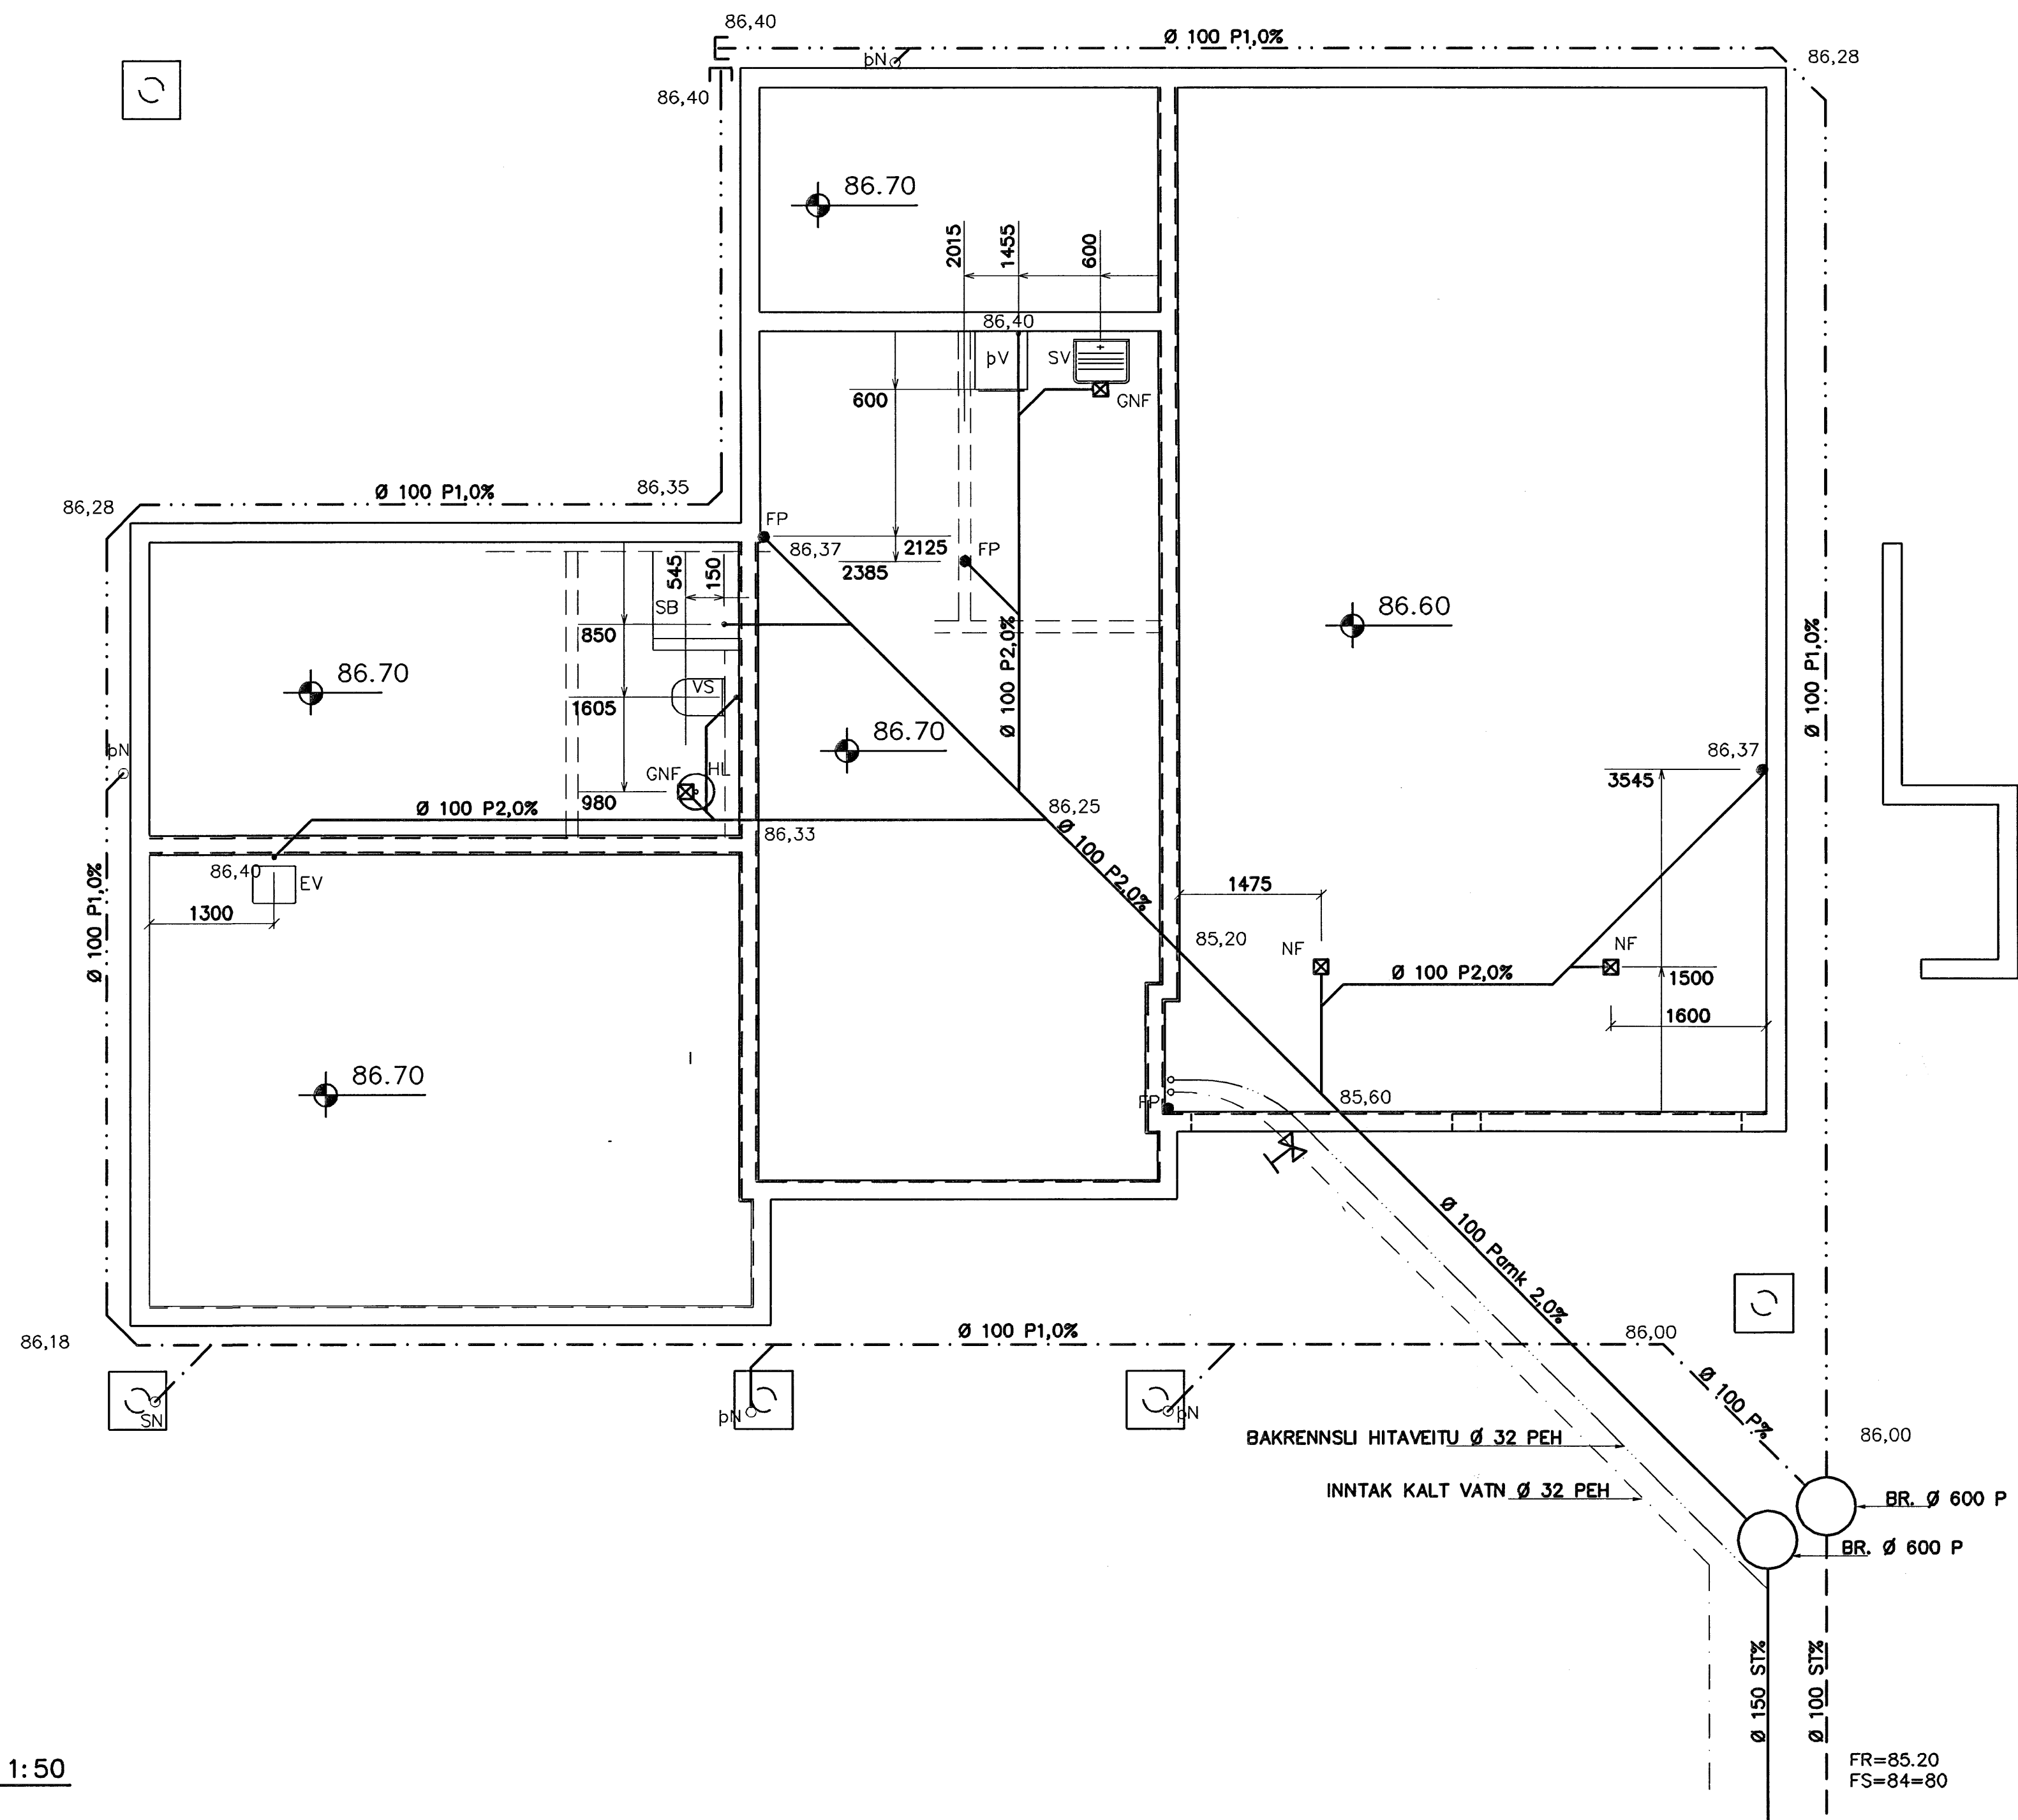 86,40
Ø 100 P1,0%
86,28
þN
86,40
86.70
2015
1455
600
86,40
þV
SV
GNF
600
Ø 100 P1,0%
86,35
86,28
FP
86,37
2125
FP
2385
545
150
SB
850
86.60
Ø 100 P2,0%
Ø 100 P1,0%
86.70
VS
1605
86.70
þN
86,37
3545
GNF
HL
980
Ø 100 P2,0%
86,33
86,25
Ø 100 P2,0%
86,40
EV
1300
1475
Ø 100 P1,0%
85,20
NF
NF
Ø 100 P2,0%
1500
1600
86.70
FP
85,60
Ø 100 Pamk 2,0%
86,18
Ø 100 P1,0%
86,00
Ø 100 P%
SN
þN
þN
86,00
BAKRENNSLI HITAVEITU Ø 32 PEH
INNTAK KALT VATN Ø 32 PEH
BR. Ø 600 P
BR. Ø 600 P
Ø 150 ST%
Ø 100 ST%
1:50
FR=85.20
FS=84=80